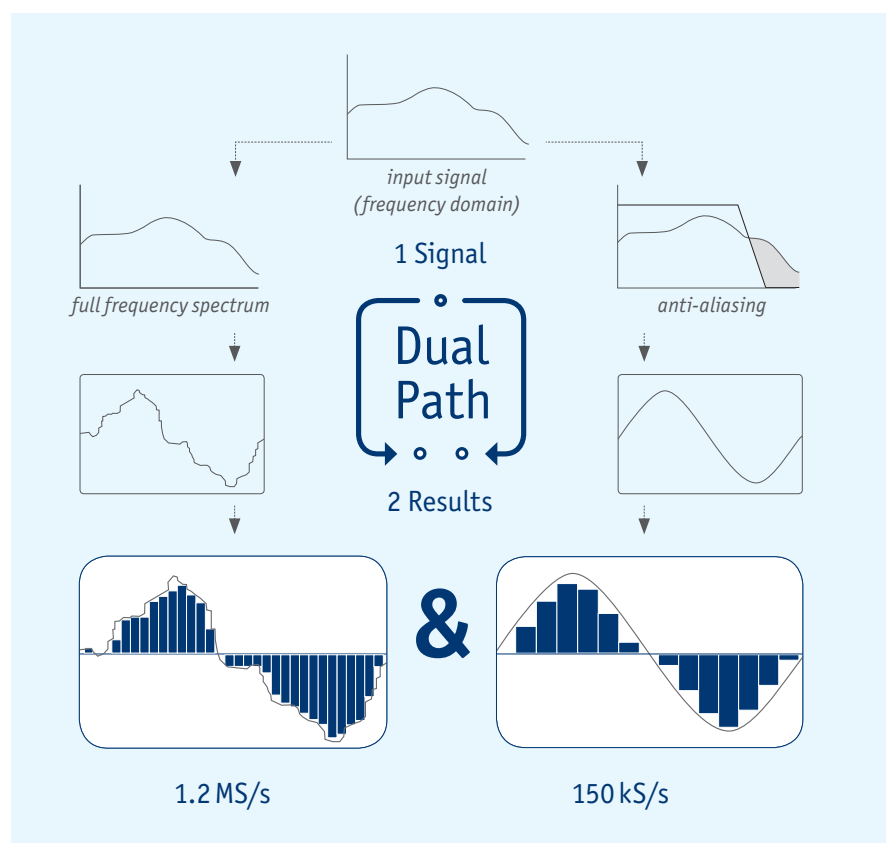 input signal
(frequency domain)
1 Signal
full frequency spectrum
anti-aliasing
Dual
Path
2 Results
&
1.2 MS/s
150 kS/s